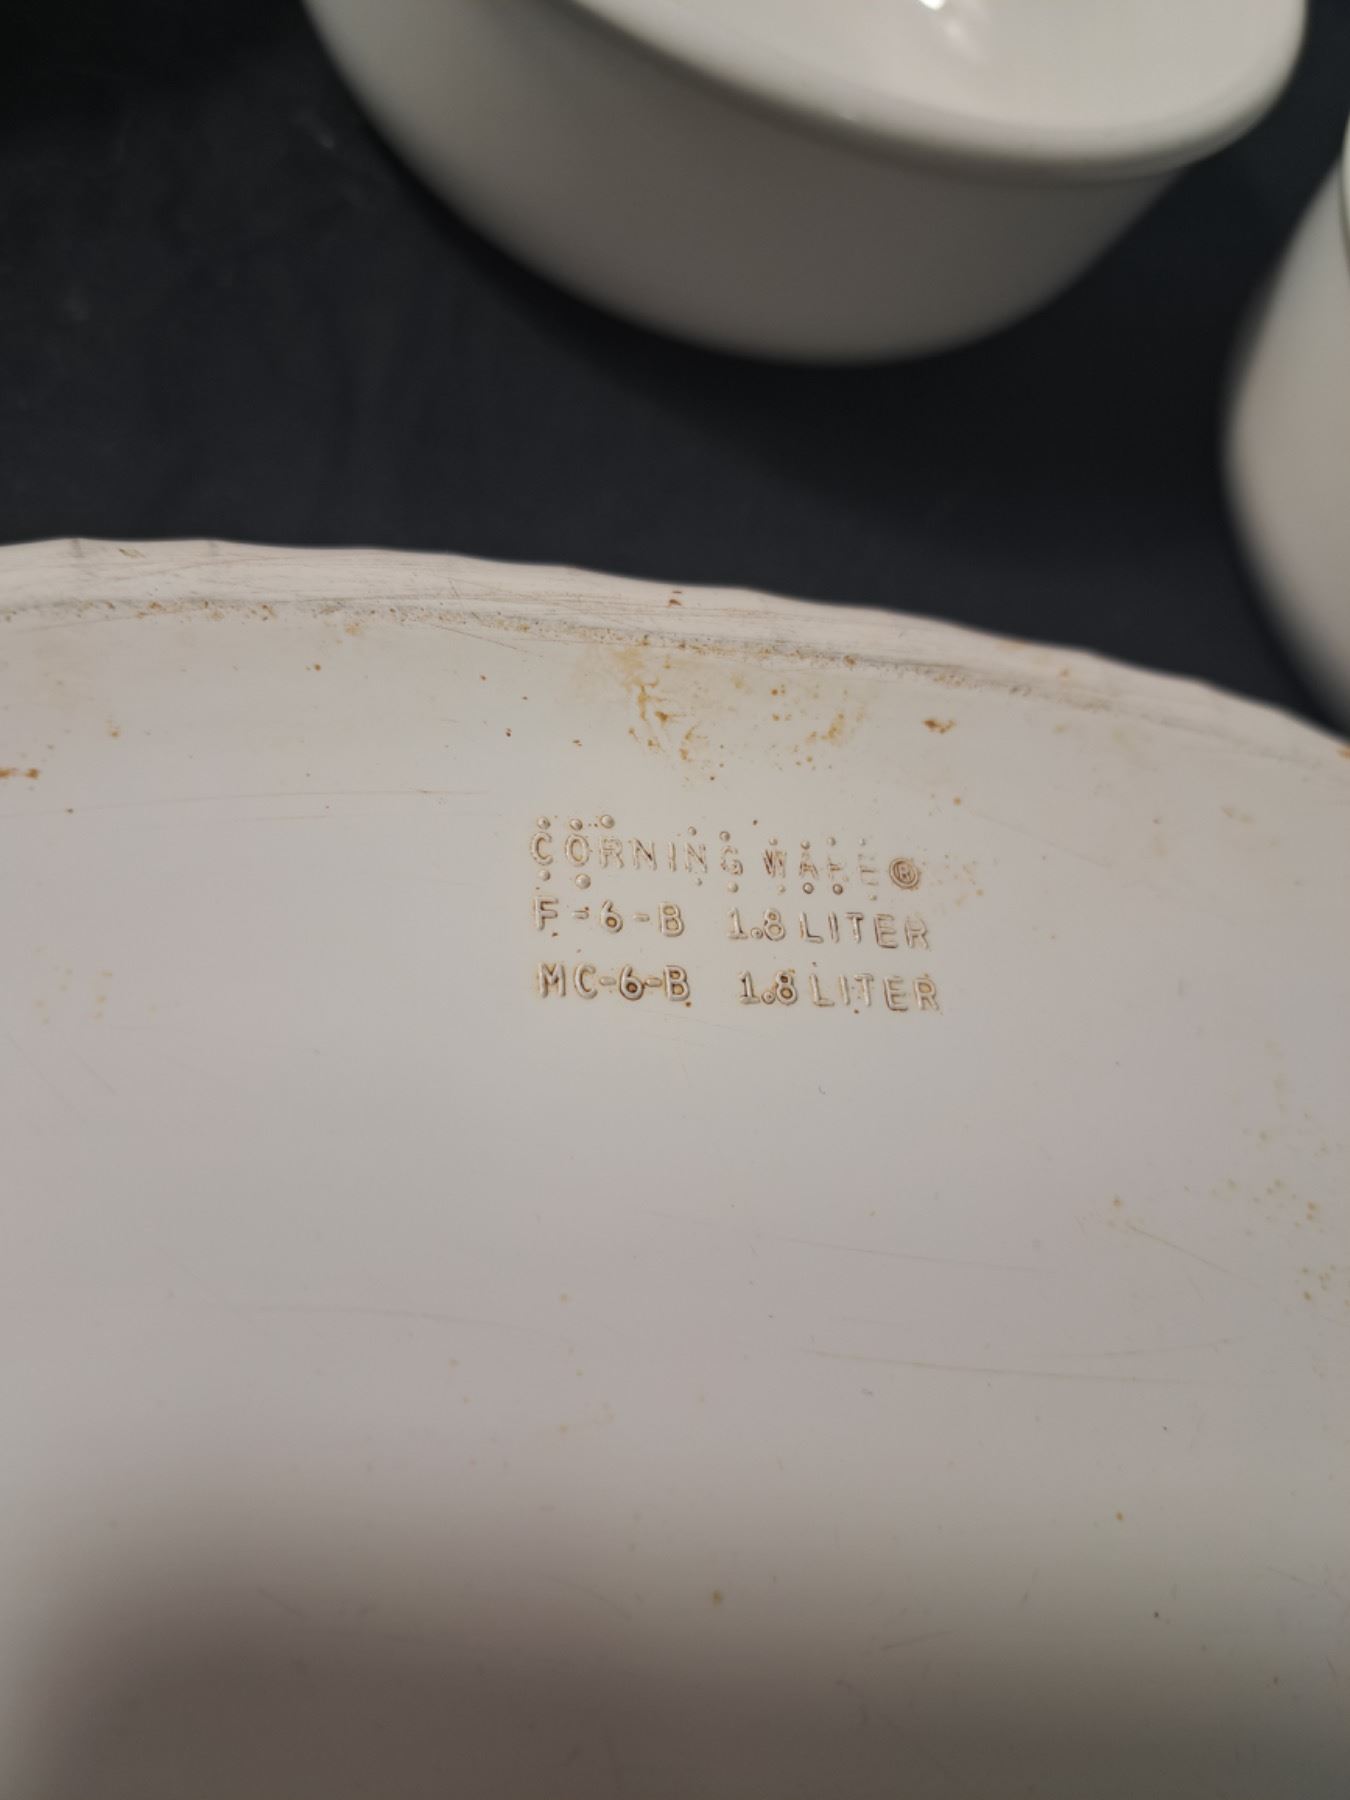 CORNING WARE®
F-6-B 1.8 LITER
MC-6-B 1.8 LITER